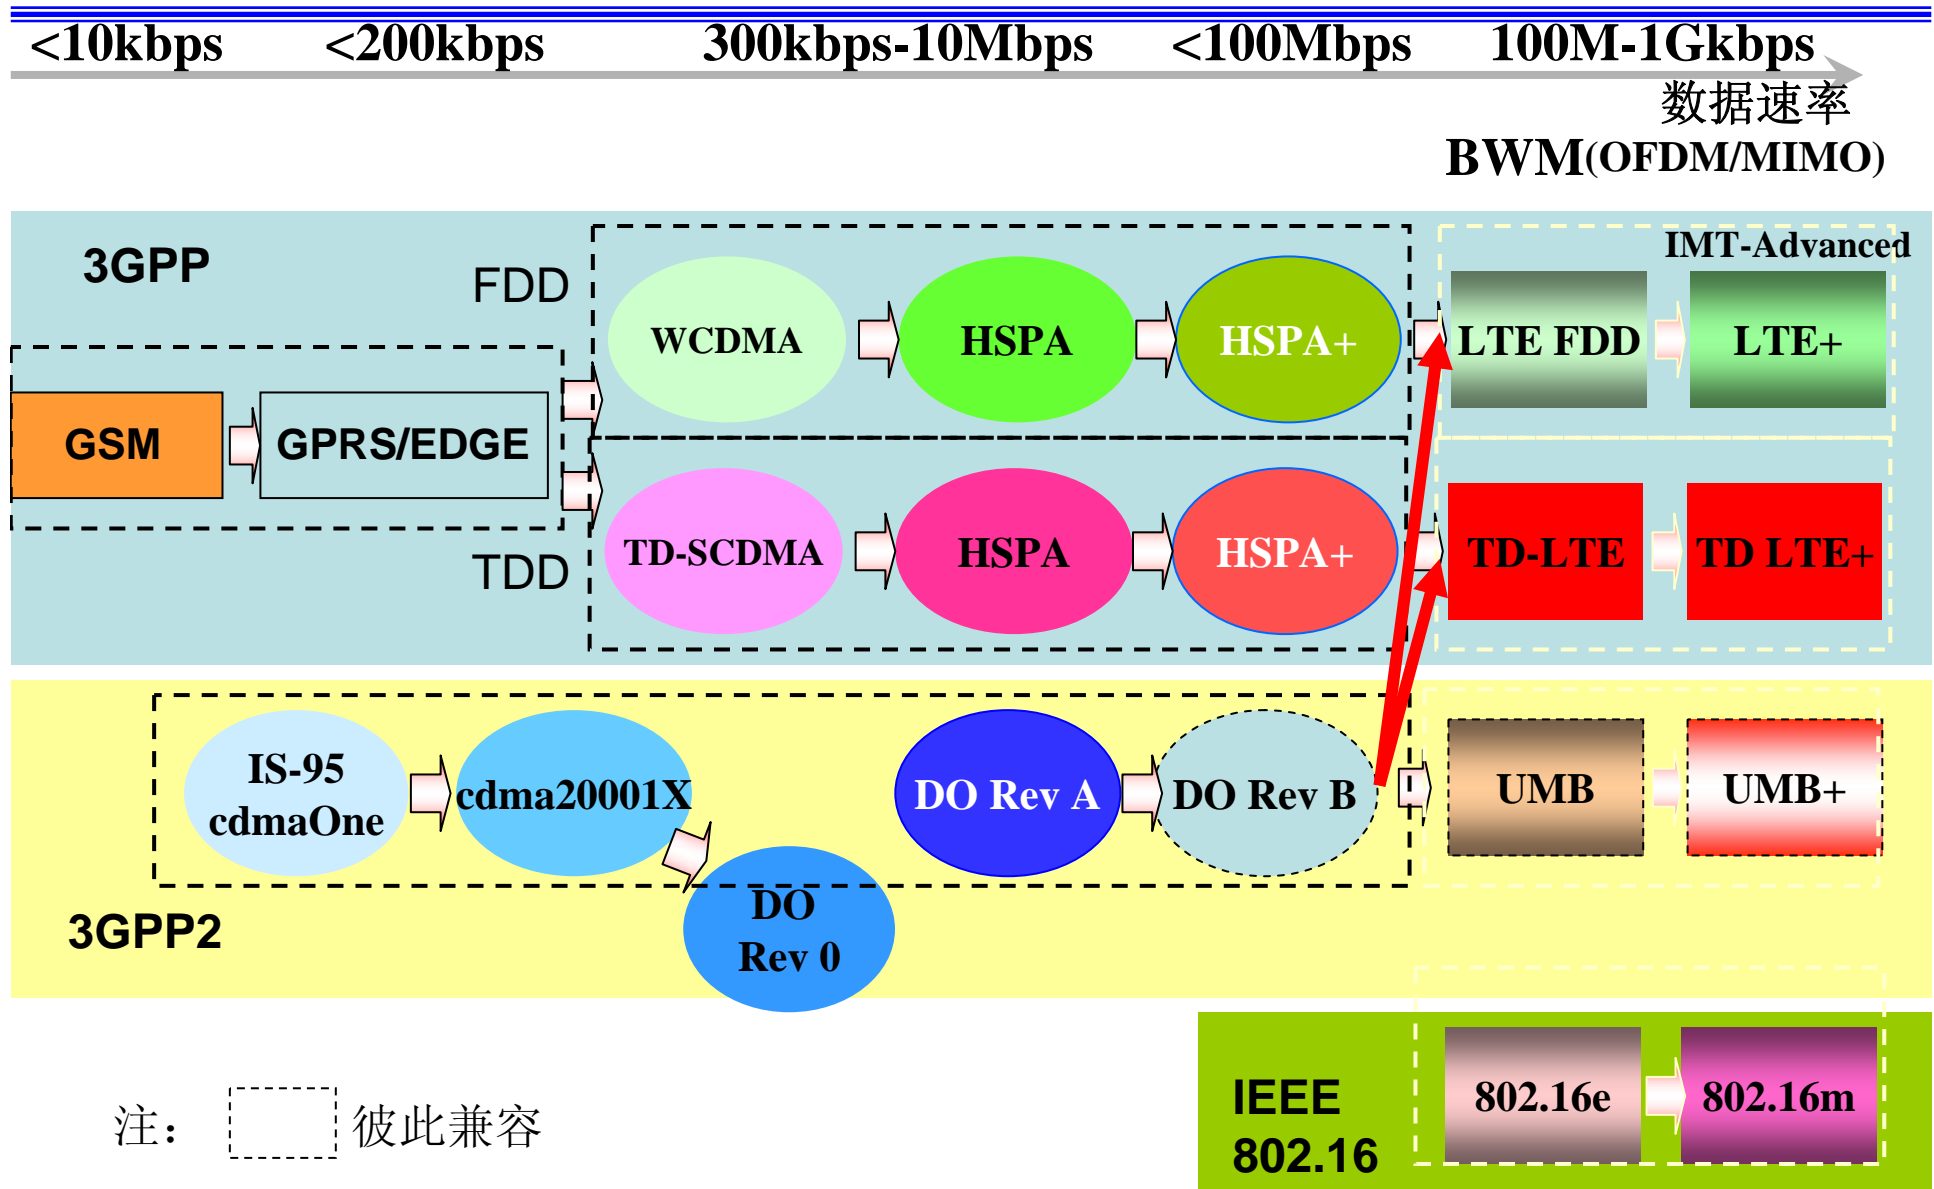 <10kbps <200kbps 300kbps-10Mbps <100Mbps 100M-1Gkbps
数据速率
BWM(OFDM/MIMO)
3GPP
FDD
IMT-Advanced
WCDMA HSPA HSPA+ LTE FDD LTE+
GSM GPRS/EDGE
TDD
TD-SCDMA HSPA HSPA+ TD-LTE TD LTE+
IS-95
cdmaOne
cdma20001X
DO Rev A DO Rev B UMB UMB+
DO
Rev 0
3GPP2
IEEE
802.16
802.16e 802.16m
注：
彼此兼容